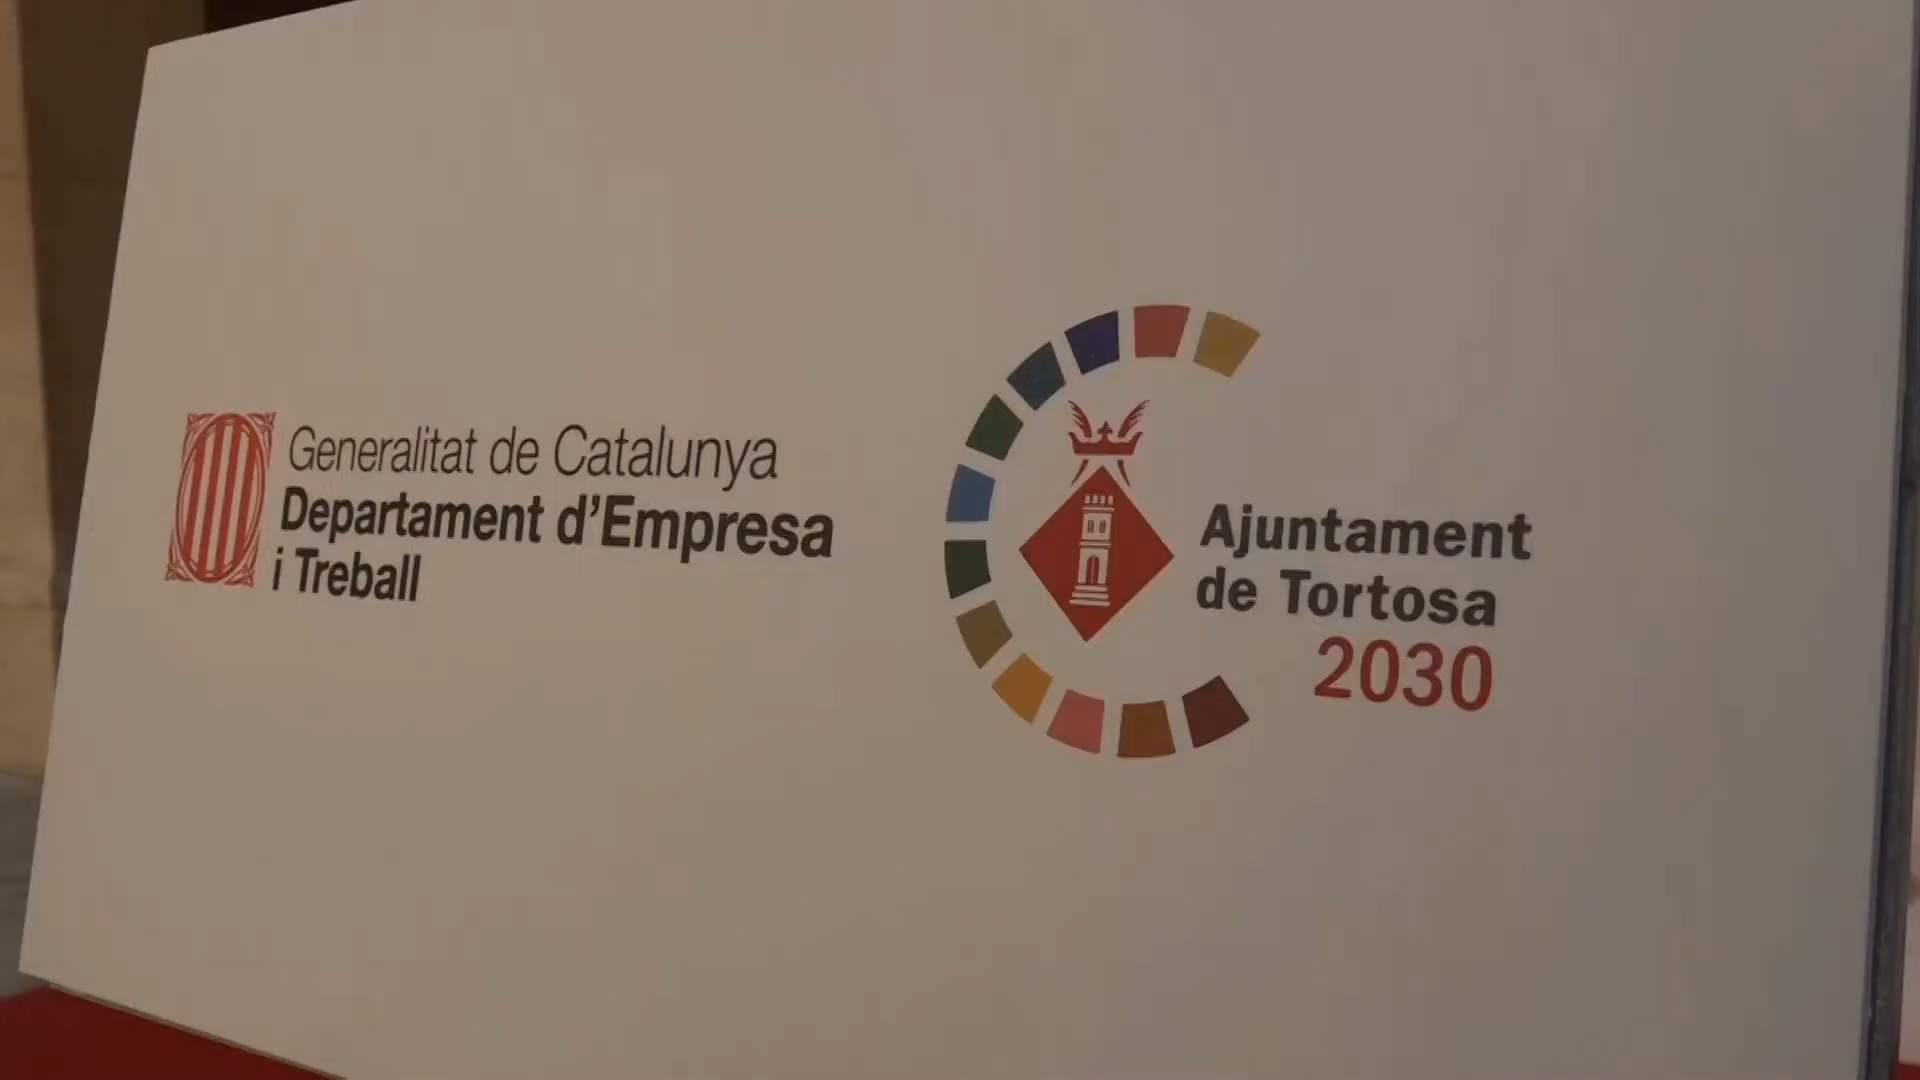 Generalitat de Catalunya
Departament d'Empresa
i Treball
Ajuntament
de Tortosa
2030